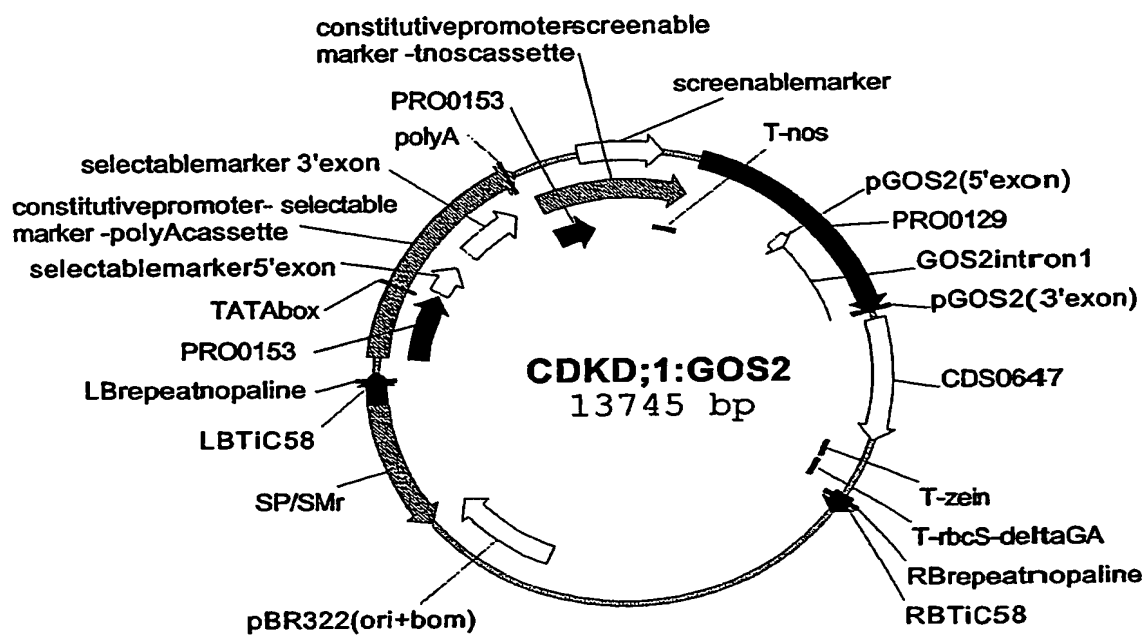 constitutivepromoter-screenable
marker -tnoscassette
screenablemarker
PRO0153
T-nos
polyA
selectablemarker 3'exon
pGOS2(5'exon)
constitutivepromoter- selectable
marker -polyAcassette
PRO0129
GOS2intron1
selectablemarker5'exon
TATAbox
pGOS2(3'exon)
PRO0153
CDKD;1:GOS2
13745 bp
CDS0647
LBrepeatnopaline
LBTiC58
SP/SMr
T-zein
T-rbcS-deltaGA
RBrepeatnopaline
RBTiC58
pBR322(ori+bom)